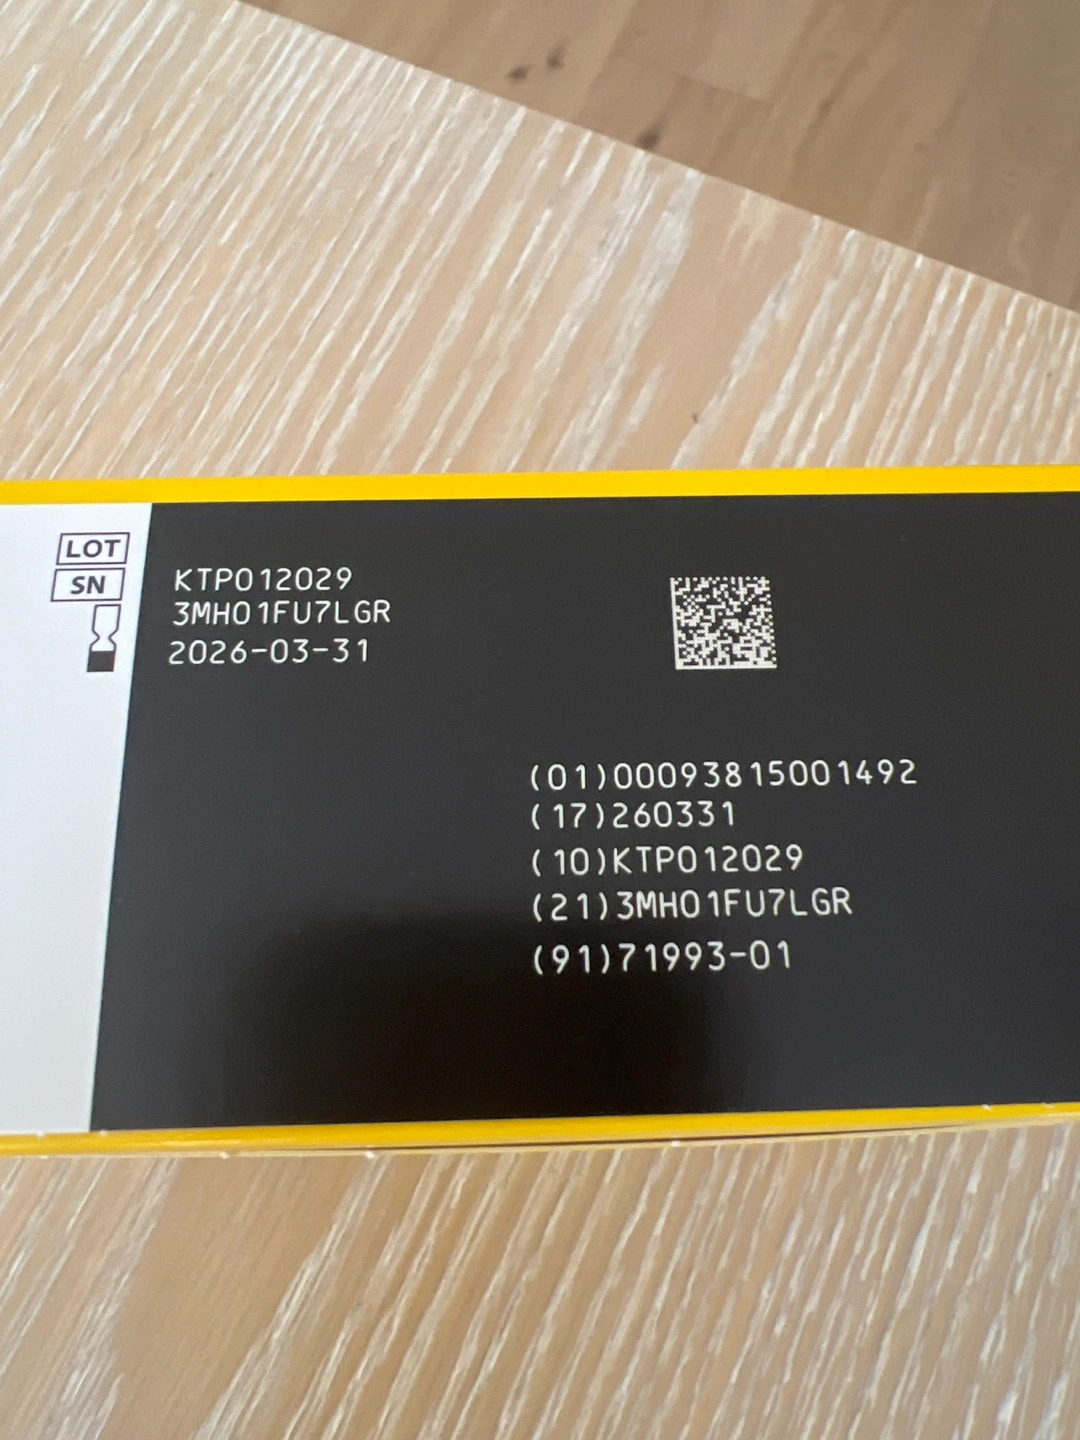 LOT
SN
KTP012029
3MH01FU7LGR
2026-03-31
(01)00093815001492
(17)260331
(10)KTP012029
(21)3MH01FU7LGR
(91)71993-01